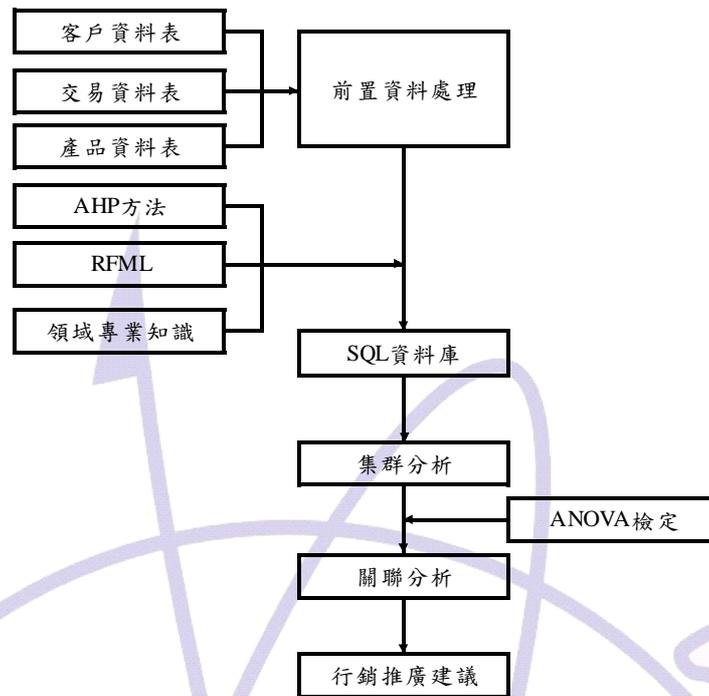 客戶資料表
交易資料表
前置資料處理
產品資料表
AHP方法
RFML
領域專業知識
SQL資料庫
集群分析
ANOVA檢定
關聯分析
行銷推廣建議